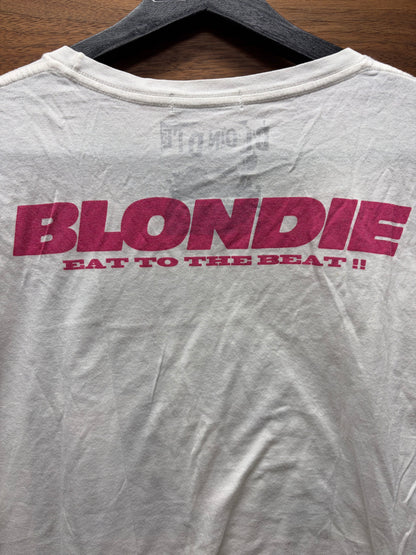 BLONDIE
EAT TO THE BEAT !!